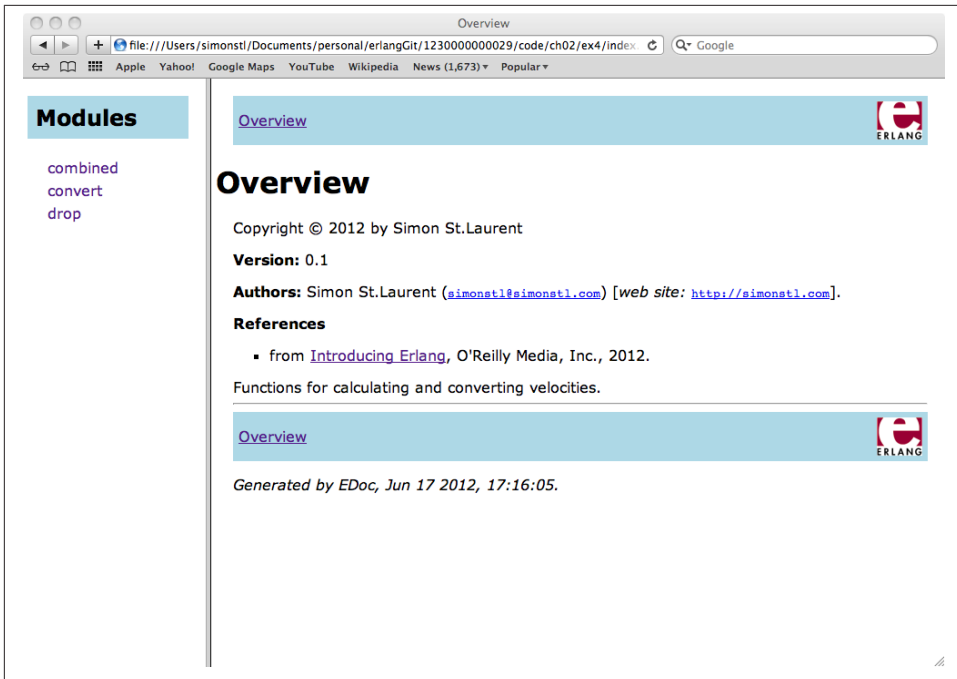 Overview
file:///Users/simonstl/Documents/personal/erlangGit/1230000000029/code/ch02/ex4/index.
Google
Apple Yahoo! Google Maps YouTube Wikipedia News (1,673) Popular
Modules
combined
convert
drop
Overview
ERLANG
Overview
Copyright © 2012 by Simon St.Laurent
Version: 0.1
Authors: Simon St.Laurent (simonstl@simonstl.com) [web site: http://simonstl.com].
References
from Introducing Erlang, O'Reilly Media, Inc., 2012.
Functions for calculating and converting velocities.
Overview
ERLANG
Generated by EDoc, Jun 17 2012, 17:16:05.